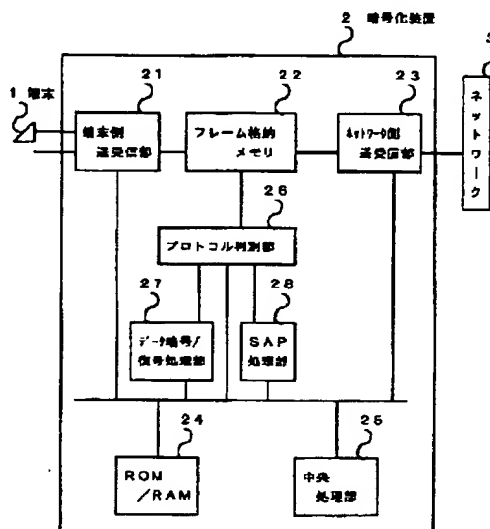 2 暗号化装置
21
22
23
3
1 端末
端末側
送受信部
フレーム格納
メモリ
ネットワーク側
送受信部
ネットワーク
26
プロトコル判別部
27
28
データ暗号/
復号処理部
SAP
処理部
24
25
ROM
/RAM
中央
処理部